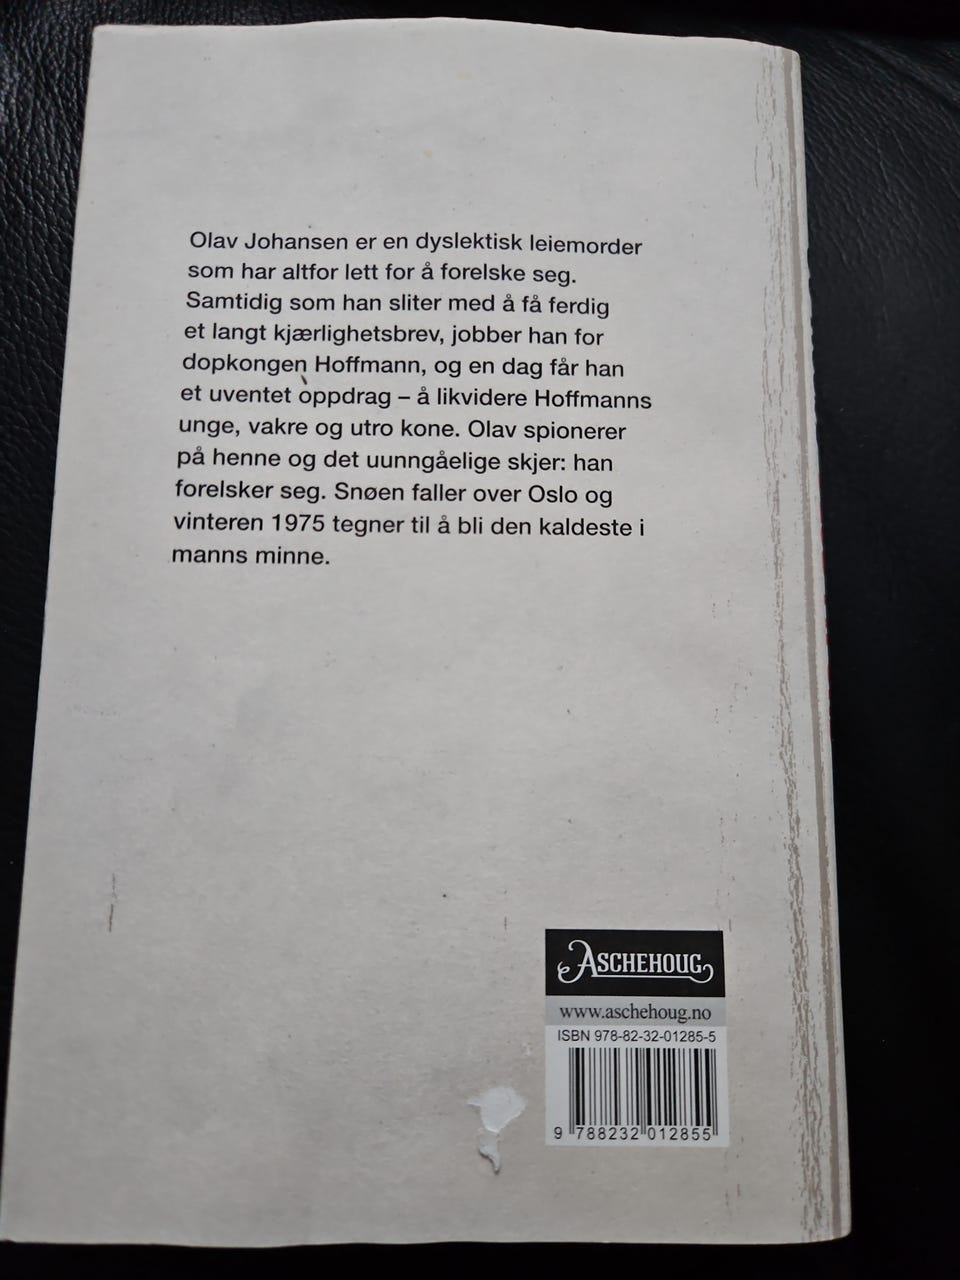 Olav Johansen er en dyslektisk leiemorder
som har altfor lett for å forelske seg.
Samtidig som han sliter med å få ferdig
et langt kjærlighetsbrev, jobber han for
dopkongen Hoffmann, og en dag får han
et uventet oppdrag – å likvidere Hoffmanns
unge, vakre og utro kone. Olav spionerer
på henne og det uunngåelige skjer: han
forelsker seg. Snøen faller over Oslo og
vinteren 1975 tegner til å bli den kaldeste i
manns minne.
ASCHEHOUG
www.aschehoug.no
ISBN 978-82-32-01285-5
9 788232 012855